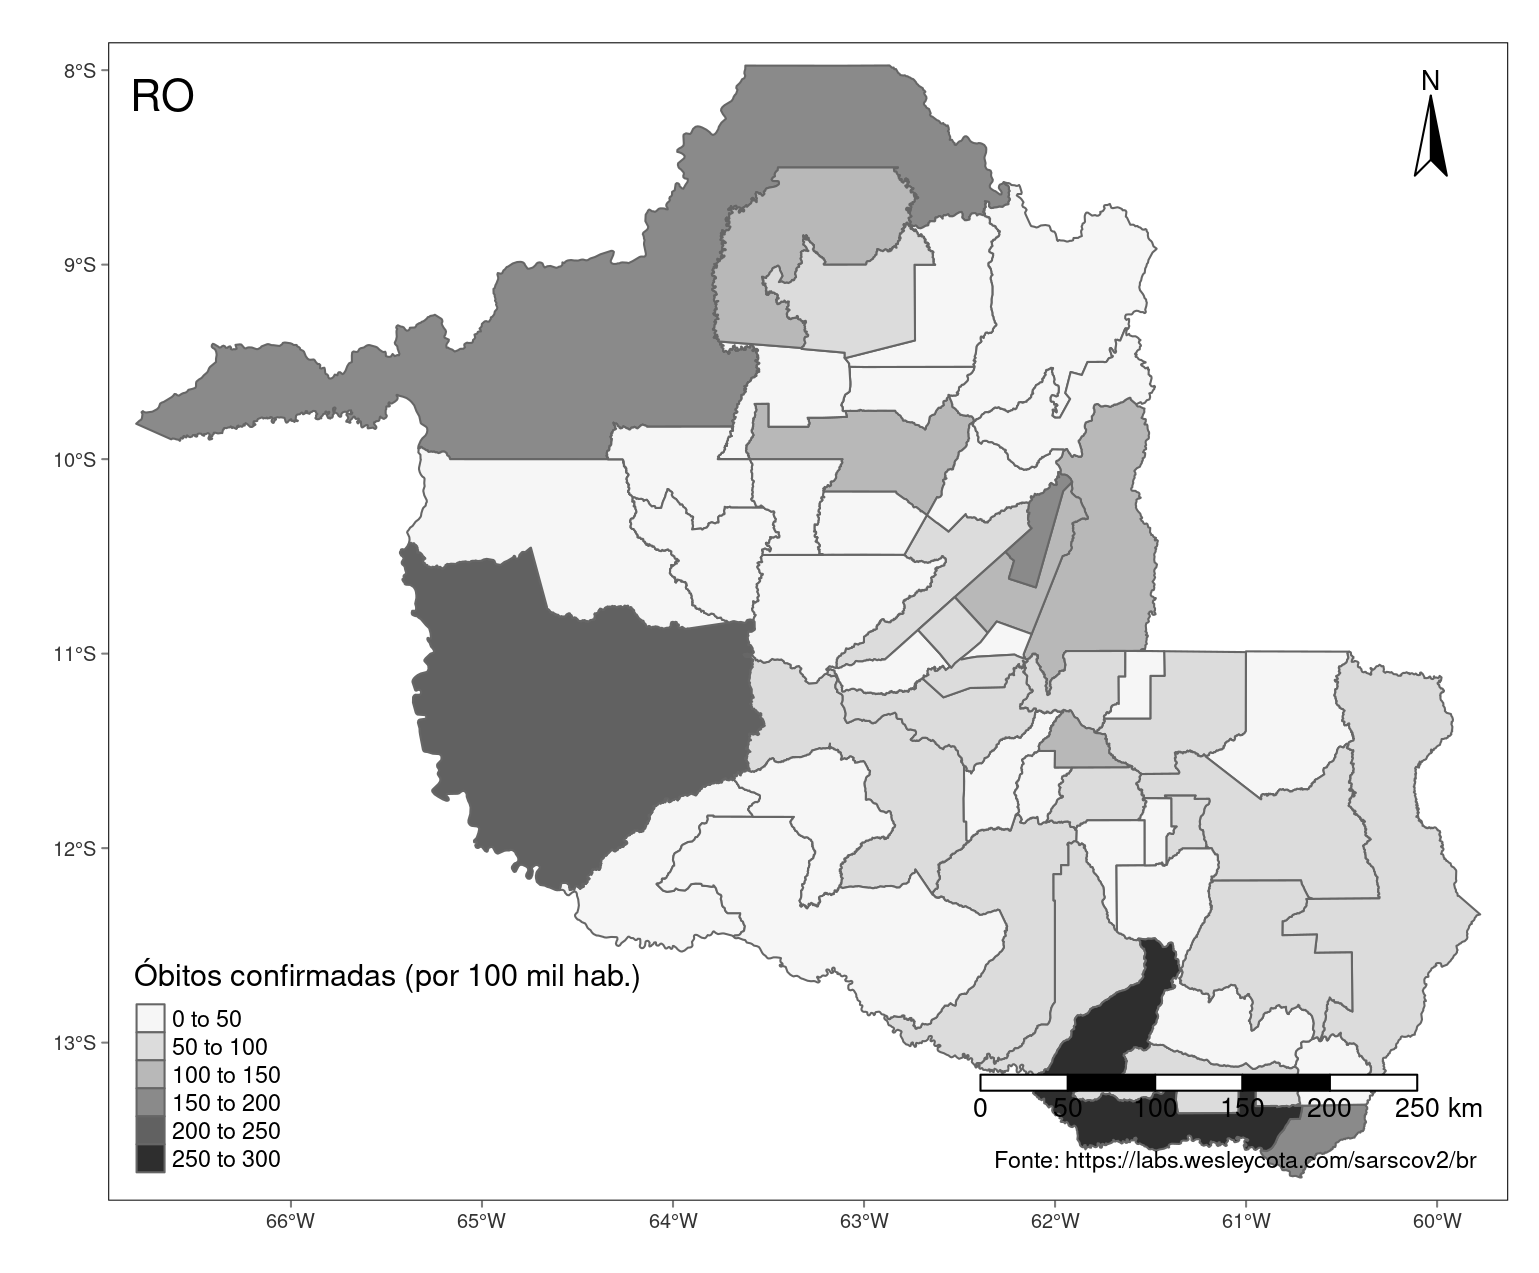 8°S
RO
N
9°S
10°S
11°S
12°S
13°S
Óbitos confirmadas (por 100 mil hab.)
0 to 50
50 to 100
100 to 150
150 to 200
200 to 250
250 to 300
0 50 100 150 200 250 km
Fonte: https://labs.wesleycota.com/sarscov2/br
66°W 65°W 64°W 63°W 62°W 61°W 60°W